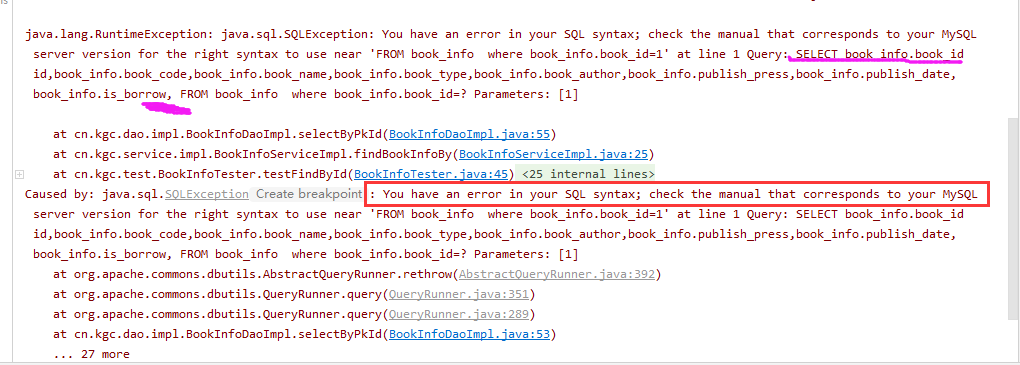 java.lang.RuntimeException: java.sql.SQLException: You have an error in your SQL syntax; check the manual that corresponds to your MySQL
server version for the right syntax to use near 'FROM book_info  where book_info.book_id=1' at line 1 Query: SELECT book_info.book_id
id,book_info.book_code,book_info.book_name,book_info.book_type,book_info.book_author,book_info.publish_press,book_info.publish_date,
book_info.is_borrow, FROM book_info  where book_info.book_id=? Parameters: [1]
at cn.kgc.dao.impl.BookInfoDaoImpl.selectByPkId(BookInfoDaoImpl.java:55)
at cn.kgc.service.impl.BookInfoServiceImpl.findBookInfoBy(BookInfoServiceImpl.java:25)
at cn.kgc.test.BookInfoTester.testFindById(BookInfoTester.java:45) <25 internal lines>
Caused by: java.sql.SQLException Create breakpoint : You have an error in your SQL syntax; check the manual that corresponds to your MySQL
server version for the right syntax to use near 'FROM book_info  where book_info.book_id=1' at line 1 Query: SELECT book_info.book_id
id,book_info.book_code,book_info.book_name,book_info.book_type,book_info.book_author,book_info.publish_press,book_info.publish_date,
book_info.is_borrow, FROM book_info  where book_info.book_id=? Parameters: [1]
at org.apache.commons.dbutils.AbstractQueryRunner.rethrow(AbstractQueryRunner.java:392)
at org.apache.commons.dbutils.QueryRunner.query(QueryRunner.java:351)
at org.apache.commons.dbutils.QueryRunner.query(QueryRunner.java:289)
at cn.kgc.dao.impl.BookInfoDaoImpl.selectByPkId(BookInfoDaoImpl.java:53)
... 27 more